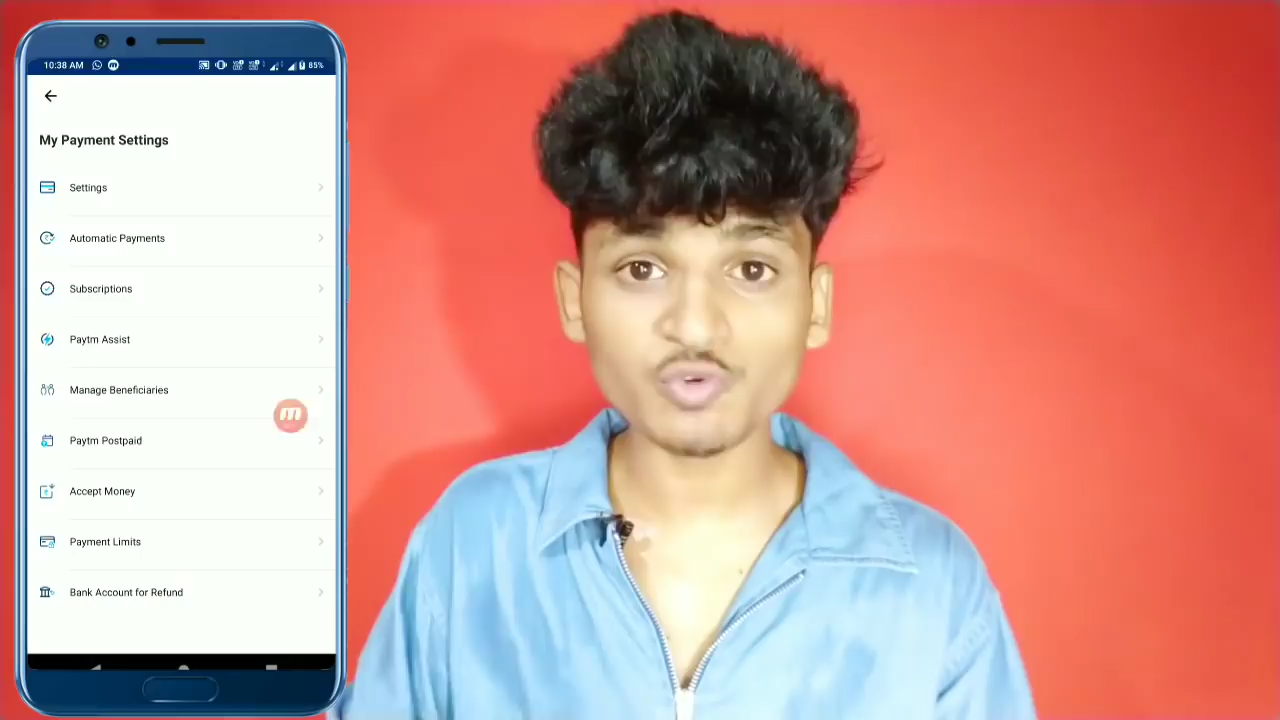 10:38 AM
85%
My Payment Settings
Settings
Automatic Payments
Subscriptions
Paytm Assist
Manage Beneficiaries
Paytm Postpaid
Accept Money
Payment Limits
Bank Account for Refund